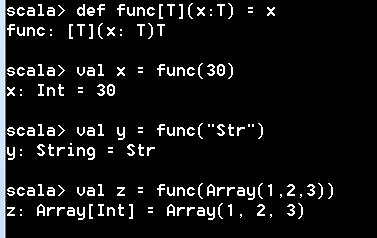 scala> def func[T](x:T) = x
func: [T](x: T)T
scala> val x = func(30)
x: Int = 30
scala> val y = func("Str")
y: String = Str
scala> val z = func(Array(1,2,3))
z: Array[Int] = Array(1, 2, 3)